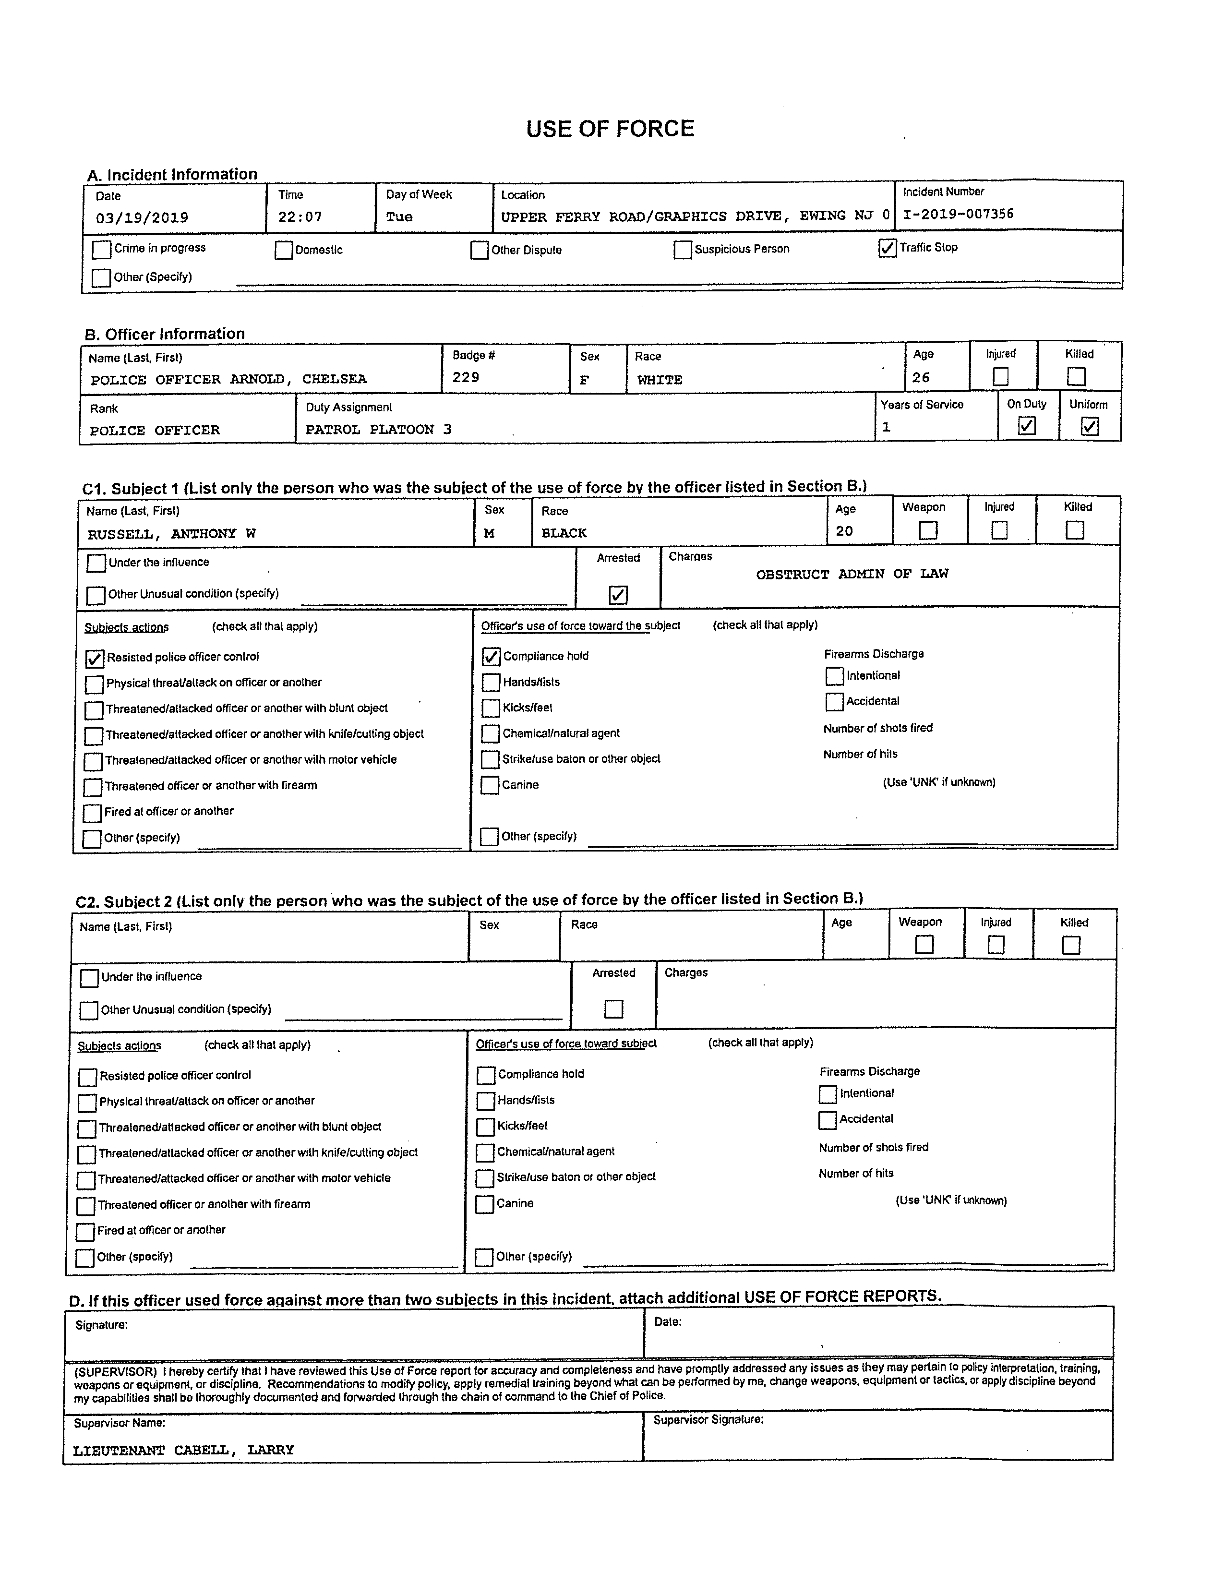 USE OF FORCE
A. Incident Information
Date Time Day of Week Location Incident Number
03/19/2019 22:07 Tue UPPER FERRY ROAD/GRAPHICS DRIVE, EWING NJ 0 I-2019-007356
Crime in progress Domestic Other Dispute Suspicious Person Traffic Stop
Other (Specify)
B. Officer Information
Name (Last, First) Badge # Sex Race Age Injured Killed
POLICE OFFICER ARNOLD, CHELSEA 229 F WHITE 26
Rank Duty Assignment Years of Service On Duty Uniform
POLICE OFFICER PATROL PLATOON 3 1
C1. Subject 1 (List only the person who was the subject of the use of force by the officer listed in Section B.)
Name (Last, First) Sex Race Age Weapon Injured Killed
RUSSELL, ANTHONY W M BLACK 20
Under the influence Arrested Charges
OBSTRUCT ADMIN OF LAW
Other Unusual condition (specify)
Subjects actions (check all that apply) Officer's use of force toward the subject (check all that apply)
Resisted police officer control Compliance hold Firearms Discharge
Physical threat/attack on officer or another Hands/fists Intentional
Threatened/attacked officer or another with blunt object Kicks/feet Accidental
Threatened/attacked officer or another with knife/cutting object Chemical/natural agent Number of shots fired
Threatened/attacked officer or another with motor vehicle Strike/use baton or other object Number of hits
Threatened officer or another with firearm Canine (Use 'UNK' if unknown)
Fired at officer or another
Other (specify) Other (specify)
C2. Subject 2 (List only the person who was the subject of the use of force by the officer listed in Section B.)
Name (Last, First) Sex Race Age Weapon Injured Killed
Under the influence Arrested Charges
Other Unusual condition (specify)
Subjects actions (check all that apply) Officer's use of force toward subject (check all that apply)
Resisted police officer control Compliance hold Firearms Discharge
Physical threat/attack on officer or another Hands/fists Intentional
Threatened/attacked officer or another with blunt object Kicks/feet Accidental
Threatened/attacked officer or another with knife/cutting object Chemical/natural agent Number of shots fired
Threatened/attacked officer or another with motor vehicle Strike/use baton or other object Number of hits
Threatened officer or another with firearm Canine (Use 'UNK' if unknown)
Fired at officer or another
Other (specify) Other (specify)
D. If this officer used force against more than two subjects in this incident, attach additional USE OF FORCE REPORTS.
Signature: Date:
(SUPERVISOR) I hereby certify that I have reviewed this Use of Force report for accuracy and completeness and have promptly addressed any issues as they may pertain to policy interpretation, training,
weapons or equipment, or discipline. Recommendations to modify policy, apply remedial training beyond what can be performed by me, change weapons, equipment or tactics, or apply discipline beyond
my capabilities shall be thoroughly documented and forwarded through the chain of command to the Chief of Police.
Supervisor Name: Supervisor Signature:
LIEUTENANT CABELL, LARRY